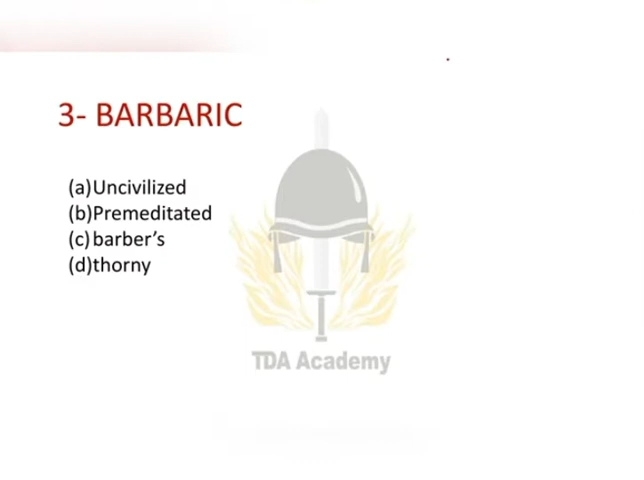 3- BARBARIC
(a)Uncivilized
(b)Premeditated
(c)barber's
(d)thorny
TDA Academy